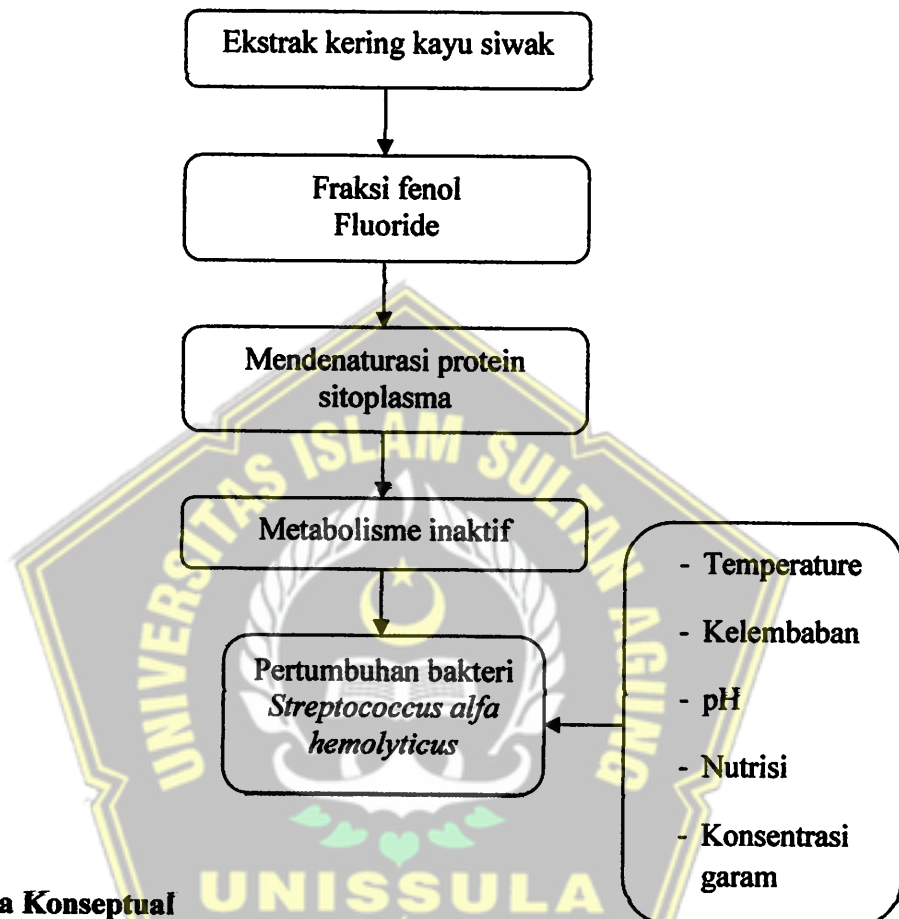 Ekstrak kering kayu siwak
Fraksi fenol
Fluoride
Mendenaturasi protein
sitoplasma
Metabolisme inaktif
Pertumbuhan bakteri
Streptococcus alfa
hemolyticus
- Temperature
- Kelembaban
- pH
- Nutrisi
- Konsentrasi
garam
UNIVERSITAS ISLAM SULTAN AGUNG
UNISSULA
a Konseptual